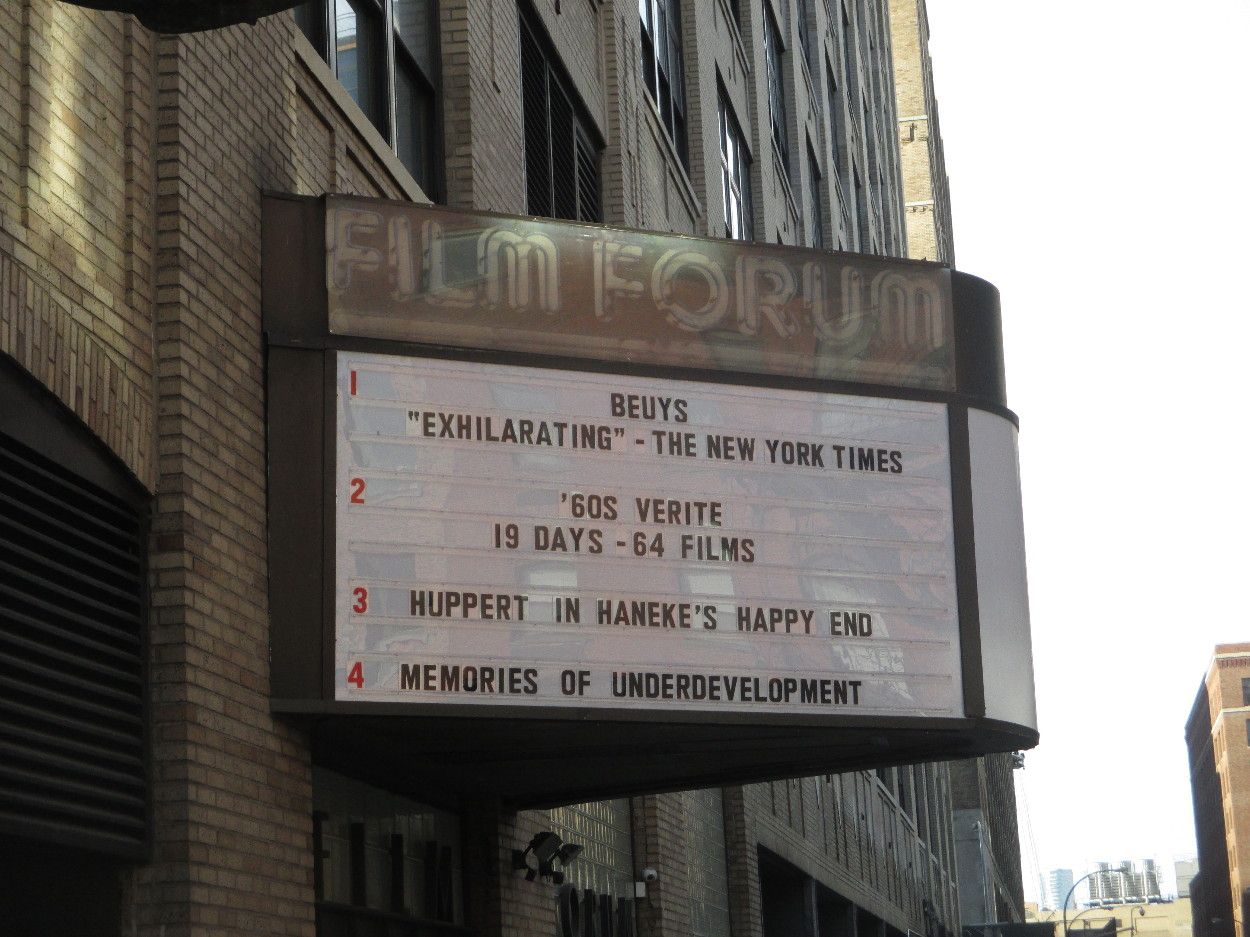 FILM FORUM
1 BEUYS
"EXHILARATING" - THE NEW YORK TIMES
2 '60S VERITE
19 DAYS - 64 FILMS
3 HUPPERT IN HANEKE'S HAPPY END
4 MEMORIES OF UNDERDEVELOPMENT